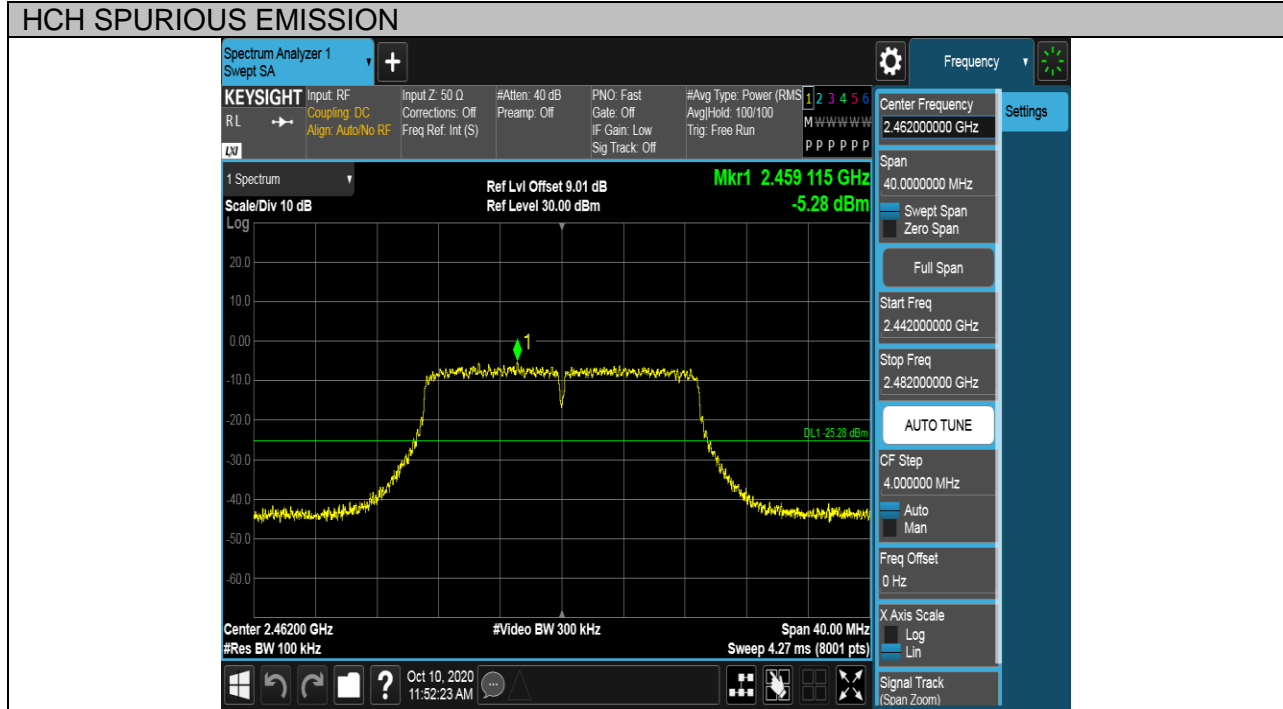 HCH SPURIOUS EMISSION
Spectrum Analyzer 1
Swept SA
Frequency
KEYSIGHT
RL
LXI
Input: RF
Coupling: DC
Align: Auto/No RF
Input Z: 50 Ω
Corrections: Off
Freq Ref: Int (S)
#Atten: 40 dB
Preamp: Off
PNO: Fast
Gate: Off
IF Gain: Low
Sig Track: Off
#Avg Type: Power (RMS
Avg|Hold: 100/100
Trig: Free Run
1 2 3 4 5 6
M W W W W W
P P P P P P
1 Spectrum
Scale/Div 10 dB
Ref Lvl Offset 9.01 dB
Ref Level 30.00 dBm
Mkr1 2.459 115 GHz
-5.28 dBm
Log
20.0
10.0
0.00
-10.0
-20.0
-30.0
-40.0
-50.0
-60.0
1
DL1 -25.28 dBm
Center 2.46200 GHz
#Res BW 100 kHz
#Video BW 300 kHz
Span 40.00 MHz
Sweep 4.27 ms (8001 pts)
Center Frequency
2.462000000 GHz
Settings
Span
40.0000000 MHz
Swept Span
Zero Span
Full Span
Start Freq
2.442000000 GHz
Stop Freq
2.482000000 GHz
AUTO TUNE
CF Step
4.000000 MHz
Auto
Man
Freq Offset
0 Hz
X Axis Scale
Log
Lin
Signal Track
(Span Zoom)
?
Oct 10, 2020
11:52:23 AM